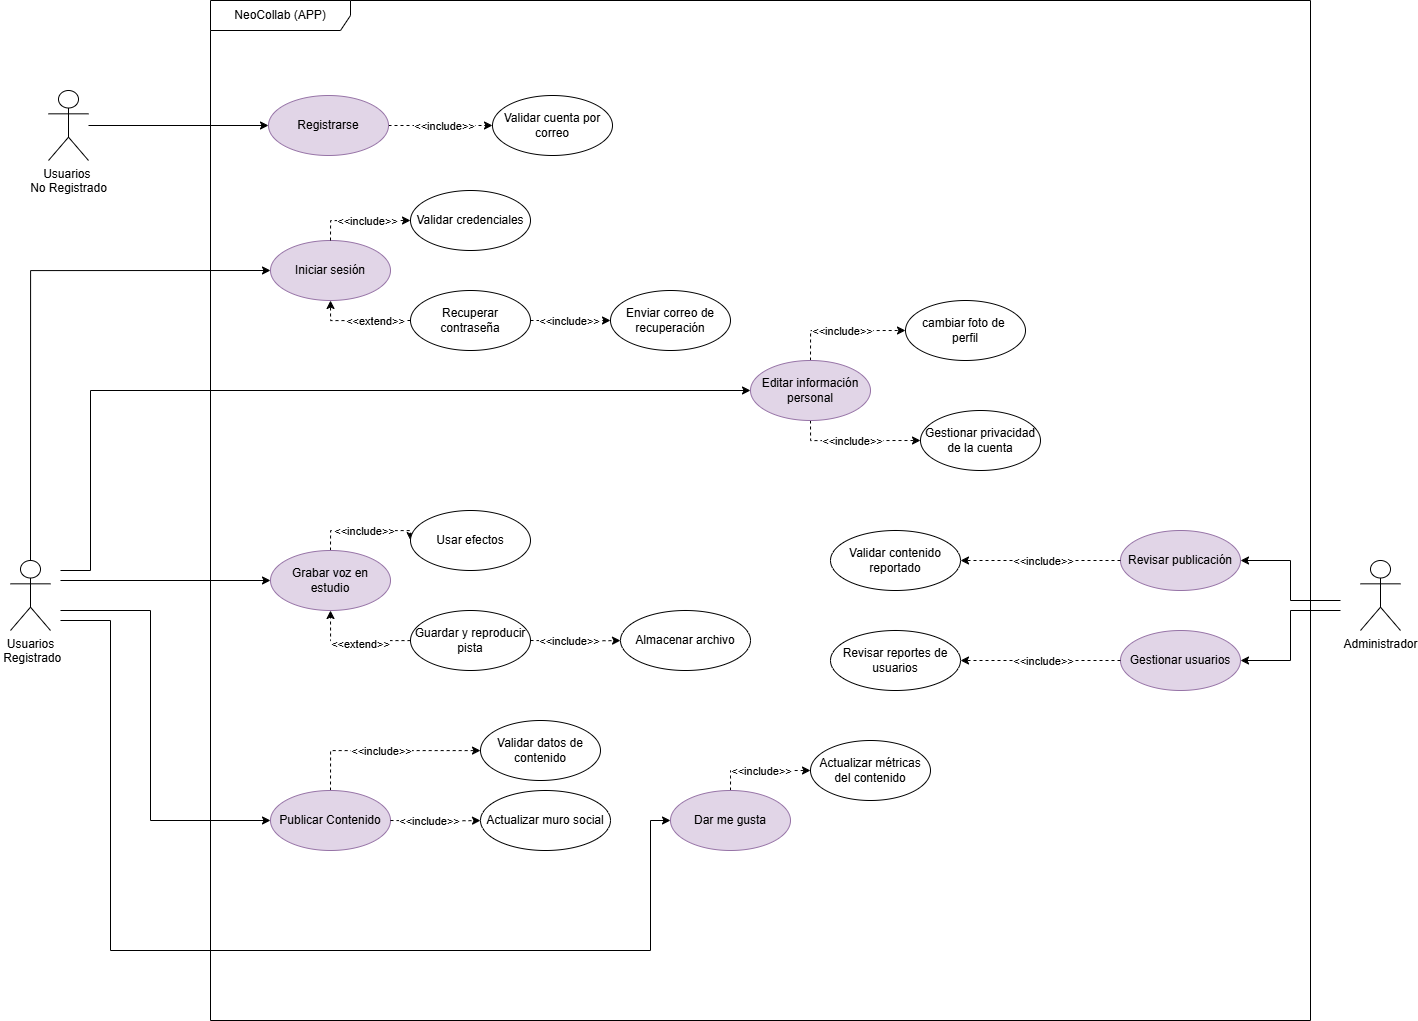 NeoCollab (APP)
Usuarios
No Registrado
Registrarse
<<include>>
Validar cuenta por
correo
<<include>>
Validar credenciales
Iniciar sesión
<<extend>>
Recuperar
contraseña
<<include>>
Enviar correo de
recuperación
<<include>>
cambiar foto de
perfil
Editar información
personal
<<include>>
Gestionar privacidad
de la cuenta
Usuarios
Registrado
<<include>>
Usar efectos
Grabar voz en
estudio
<<extend>>
Guardar y reproducir
pista
<<include>>
Almacenar archivo
Validar contenido
reportado
<<include>>
Revisar publicación
Revisar reportes de
usuarios
<<include>>
Gestionar usuarios
Administrador
<<include>>
Validar datos de
contenido
Publicar Contenido
<<include>>
Actualizar muro social
<<include>>
Actualizar métricas
del contenido
Dar me gusta